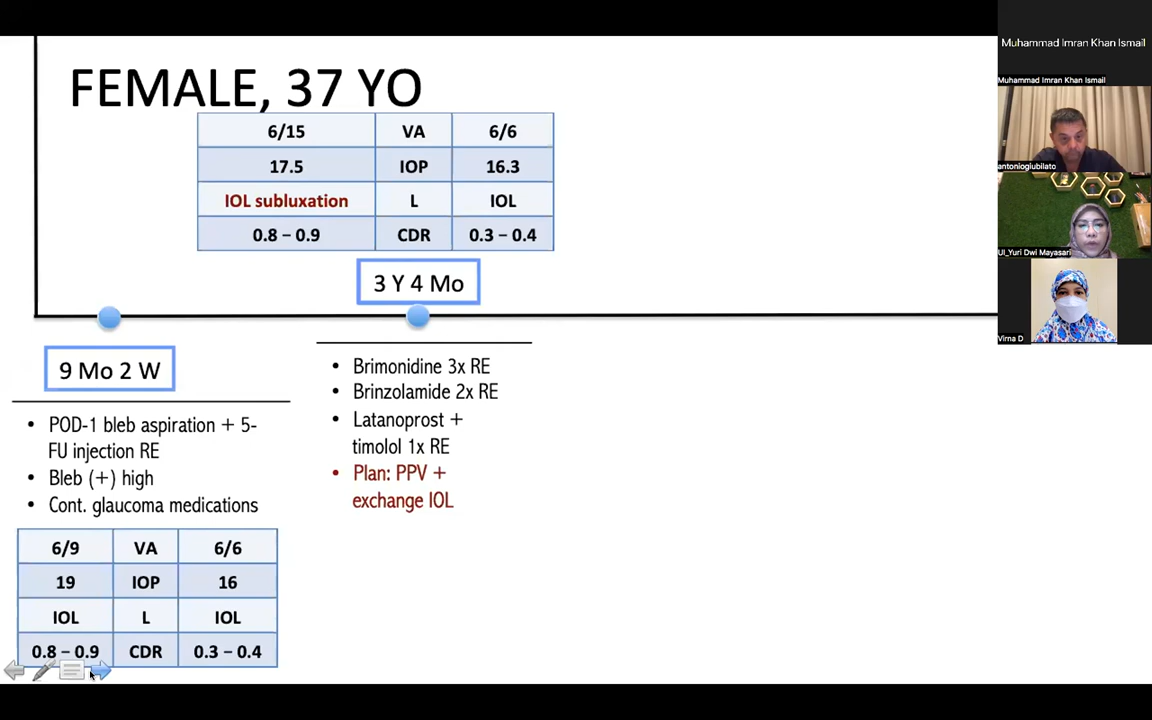 FEMALE, 37 YO
6/15 VA 6/6
17.5 IOP 16.3
IOL subluxation L IOL
0.8 – 0.9 CDR 0.3 – 0.4
3 Y 4 Mo
9 Mo 2 W
• Brimonidine 3x RE
• Brinzolamide 2x RE
• Latanoprost +
timolol 1x RE
• Plan: PPV +
exchange IOL
• POD-1 bleb aspiration + 5-
FU injection RE
• Bleb (+) high
• Cont. glaucoma medications
6/9 VA 6/6
19 IOP 16
IOL L IOL
0.8 – 0.9 CDR 0.3 – 0.4
Muhammad Imran Khan Ismail
Muhammad Imran Khan Ismail
antoniogiubilato
UI_Yuri Dwi Mayasari
Virna D